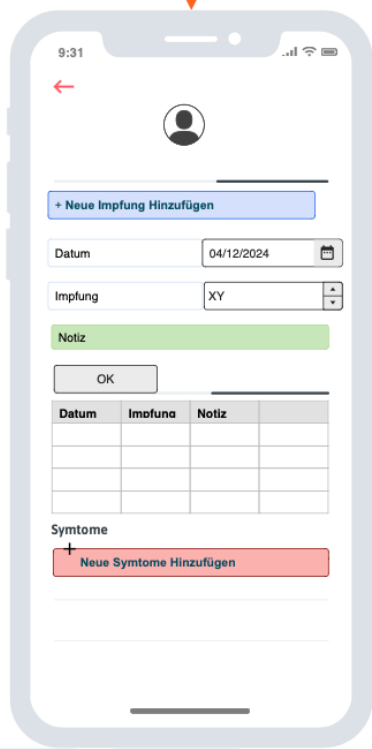 9:31
+ Neue Impfung Hinzufügen
Datum 04/12/2024
Impfung XY
Notiz
OK
Datum Impfung Notiz
Symtome
+ Neue Symtome Hinzufügen